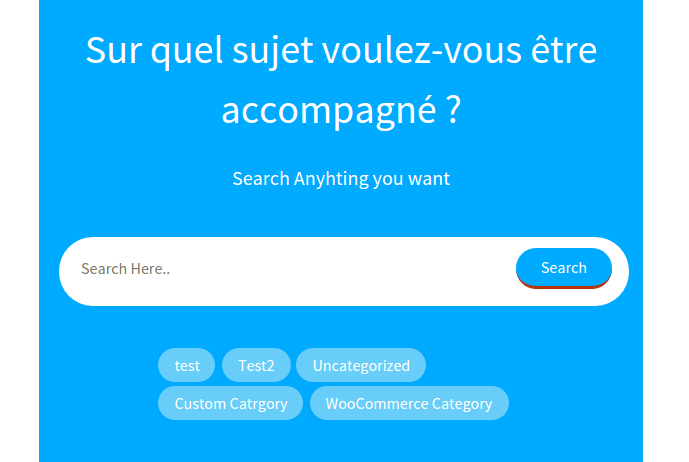 Sur quel sujet voulez-vous être
accompagné ?
Search Anyhting you want
Search Here..
Search
test
Test2
Uncategorized
Custom Catrgory
WooCommerce Category